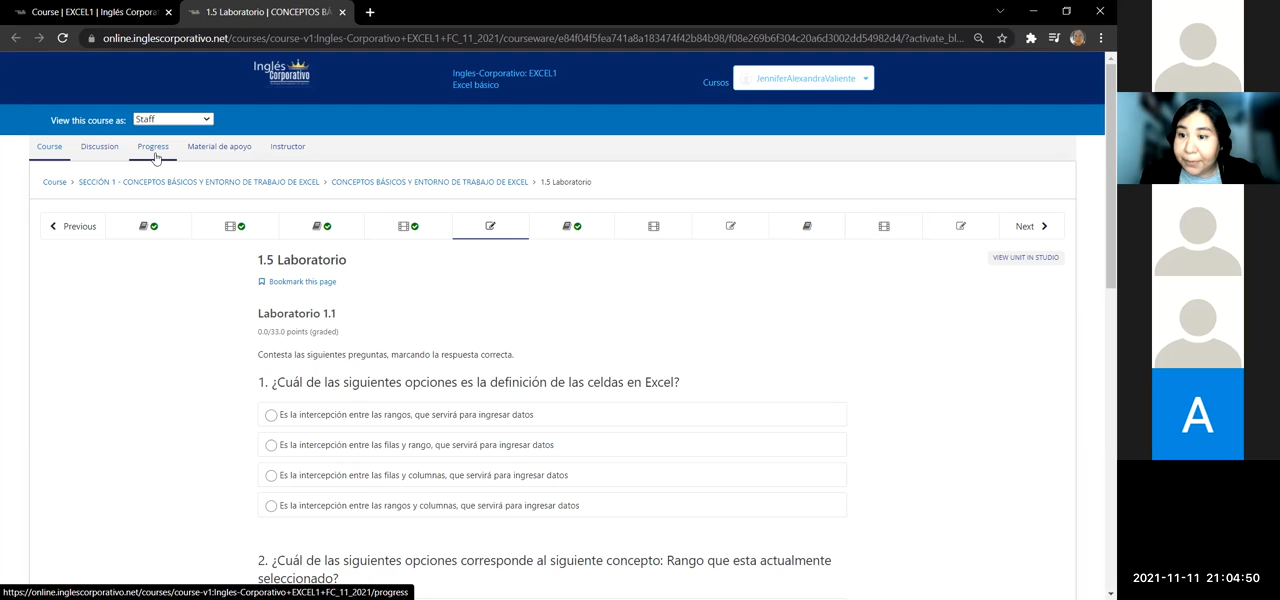 Course | EXCEL1 | Inglés Corpora
1.5 Laboratorio | CONCEPTOS BÁ
online.inglescorporativo.net/courses/course-v1:Ingles-Corporativo+EXCEL1+FC_11_2021/courseware/e84f04f5fea741a8a183474f42b84b98/f08e269b6f304c20a6d3002dd54982d4/?activate_bl...
Inglés
Corporativo
Ingles-Corporativo: EXCEL1
Excel básico
Cursos
JenniferAlexandraValiente
View this course as:
Staff
Course
Discussion
Progress
Material de apoyo
Instructor
Course > SECCIÓN 1 - CONCEPTOS BÁSICOS Y ENTORNO DE TRABAJO DE EXCEL > CONCEPTOS BÁSICOS Y ENTORNO DE TRABAJO DE EXCEL > 1.5 Laboratorio
Previous
Next
1.5 Laboratorio
VIEW UNIT IN STUDIO
Bookmark this page
Laboratorio 1.1
0.0/33.0 points (graded)
Contesta las siguientes preguntas, marcando la respuesta correcta.
1. ¿Cuál de las siguientes opciones es la definición de las celdas en Excel?
Es la intercepción entre las rangos, que servirá para ingresar datos
Es la intercepción entre las filas y rango, que servirá para ingresar datos
Es la intercepción entre las filas y columnas, que servirá para ingresar datos
Es la intercepción entre las rangos y columnas, que servirá para ingresar datos
2. ¿Cuál de las siguientes opciones corresponde al siguiente concepto: Rango que esta actualmente
seleccionado?
https://online.inglescorporativo.net/courses/course-v1:Ingles-Corporativo+EXCEL1+FC_11_2021/progress
A
2021-11-11 21:04:50